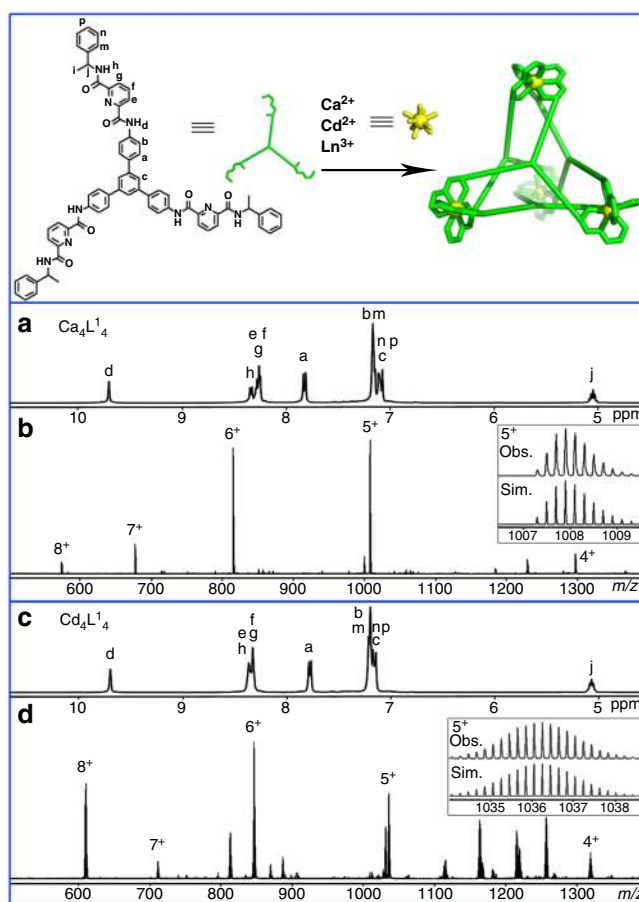 p
n
m
i
j
NH
h
g
O
f
N
e
O
NH
d
b
a
c
Ca²⁺
Cd²⁺
Ln³⁺
NH
O
N
O
HN
O
N
H
N
O
N
O
N
H
a
Ca₄L¹₄
d
h
e f
g
a
bm
n p
c
j
10 9 8 7 6 5 ppm
b
8⁺
7⁺
6⁺
5⁺
4⁺
5⁺
Obs.
Sim.
1007 1008 1009
600 700 800 900 1000 1100 1200 1300 m/z
c
Cd₄L¹₄
d
e
h
f
g
a
b
m
np
c
j
10 9 8 7 6 5 ppm
d
8⁺
7⁺
6⁺
5⁺
4⁺
5⁺
Obs.
Sim.
1035 1036 1037 1038
600 700 800 900 1000 1100 1200 1300 m/z